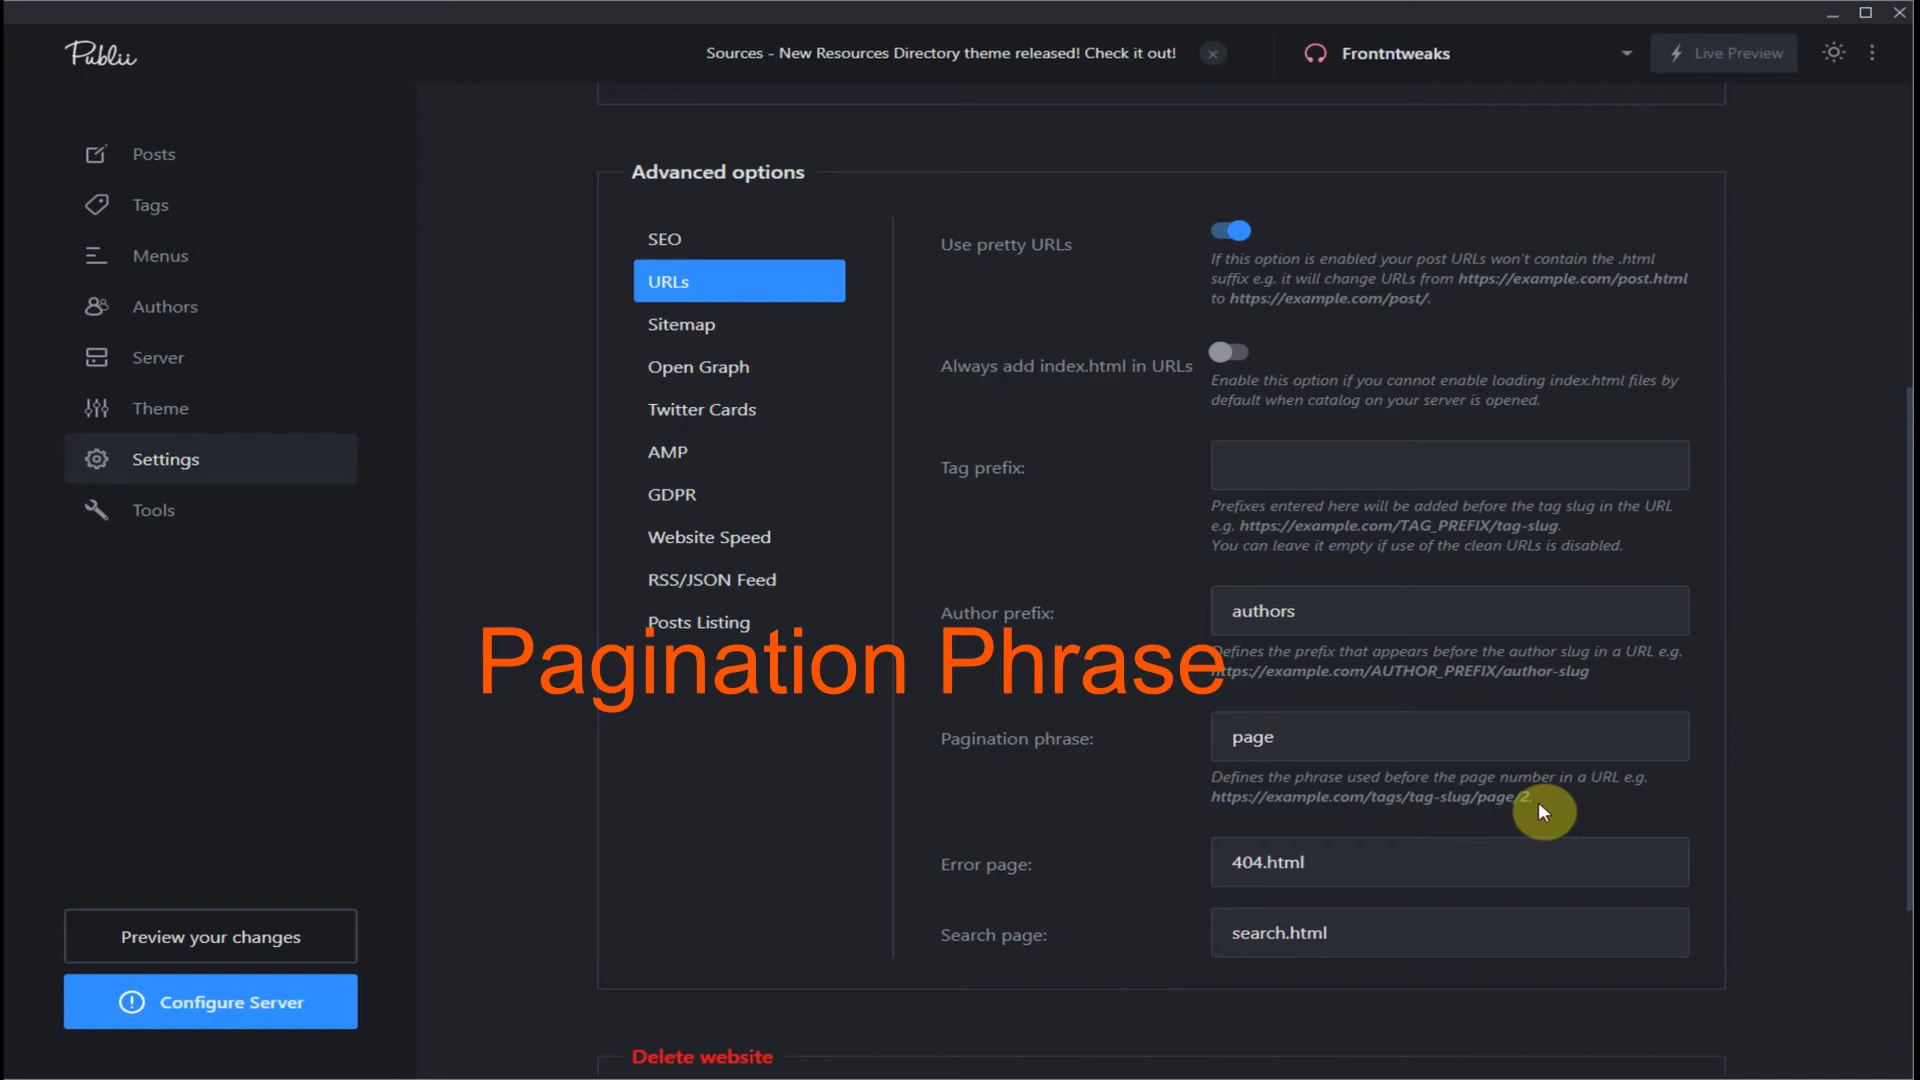 Publii
Sources - New Resources Directory theme released! Check it out!
Frontntweaks
Live Preview
Posts
Tags
Menus
Authors
Server
Theme
Settings
Tools
Preview your changes
Configure Server
Advanced options
SEO
URLs
Sitemap
Open Graph
Twitter Cards
AMP
GDPR
Website Speed
RSS/JSON Feed
Posts Listing
Use pretty URLs
If this option is enabled your post URLs won't contain the .html
suffix e.g. it will change URLs from https://example.com/post.html
to https://example.com/post/.
Always add index.html in URLs
Enable this option if you cannot enable loading index.html files by
default when catalog on your server is opened.
Tag prefix:
Prefixes entered here will be added before the tag slug in the URL
e.g. https://example.com/TAG_PREFIX/tag-slug.
You can leave it empty if use of the clean URLs is disabled.
Author prefix:
authors
Defines the prefix that appears before the author slug in a URL e.g.
https://example.com/AUTHOR_PREFIX/author-slug
Pagination Phrase
Pagination phrase:
page
Defines the phrase used before the page number in a URL e.g.
https://example.com/tags/tag-slug/page/2.
Error page:
404.html
Search page:
search.html
Delete website